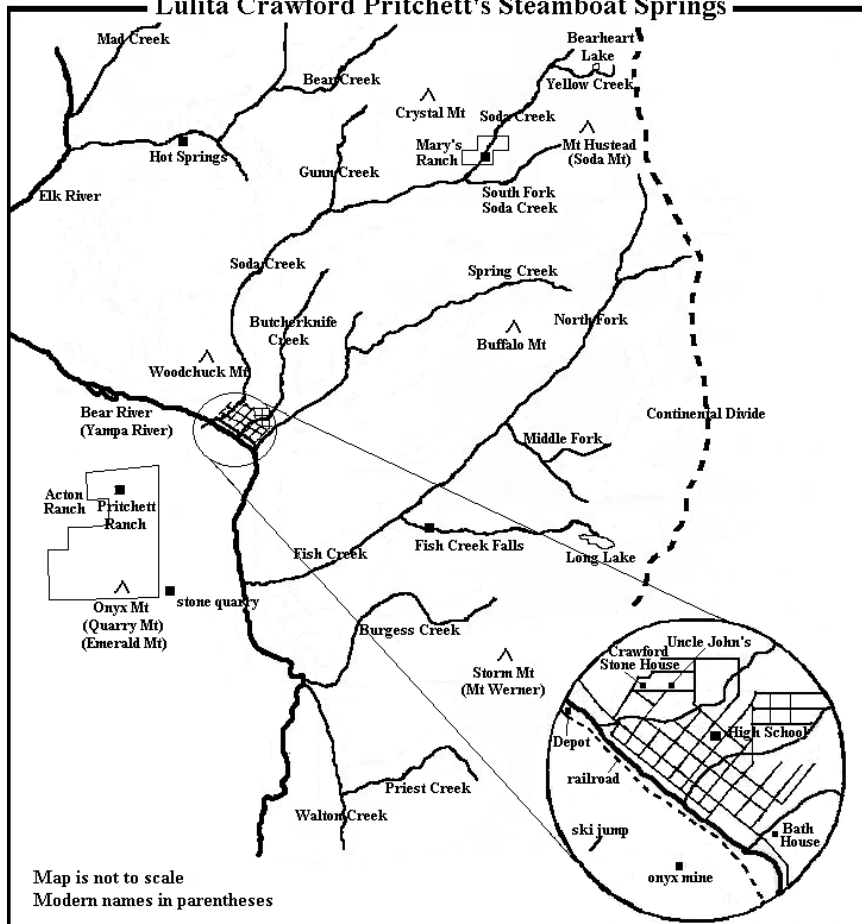 Lulita Crawford Pritchett's Steamboat Springs
Mad Creek
Bearheart
Lake
Bear Creek
Yellow Creek
Crystal Mt
Soda Creek
Mary's
Ranch
Mt Hustead
(Soda Mt)
Hot Springs
Gunn Creek
South Fork
Soda Creek
Elk River
Soda Creek
Spring Creek
Butcherknife
Creek
North Fork
Buffalo Mt
Woodchuck Mt
Bear River
(Yampa River)
Continental Divide
Middle Fork
Acton
Ranch
Pritchett
Ranch
Fish Creek
Fish Creek Falls
Long Lake
stone quarry
Onyx Mt
(Quarry Mt)
(Emerald Mt)
Burgess Creek
Storm Mt
(Mt Werner)
Uncle John's
Crawford
Stone House
High School
Depot
railroad
Priest Creek
Walton Creek
ski jump
Bath
House
onyx mine
Map is not to scale
Modern names in parentheses